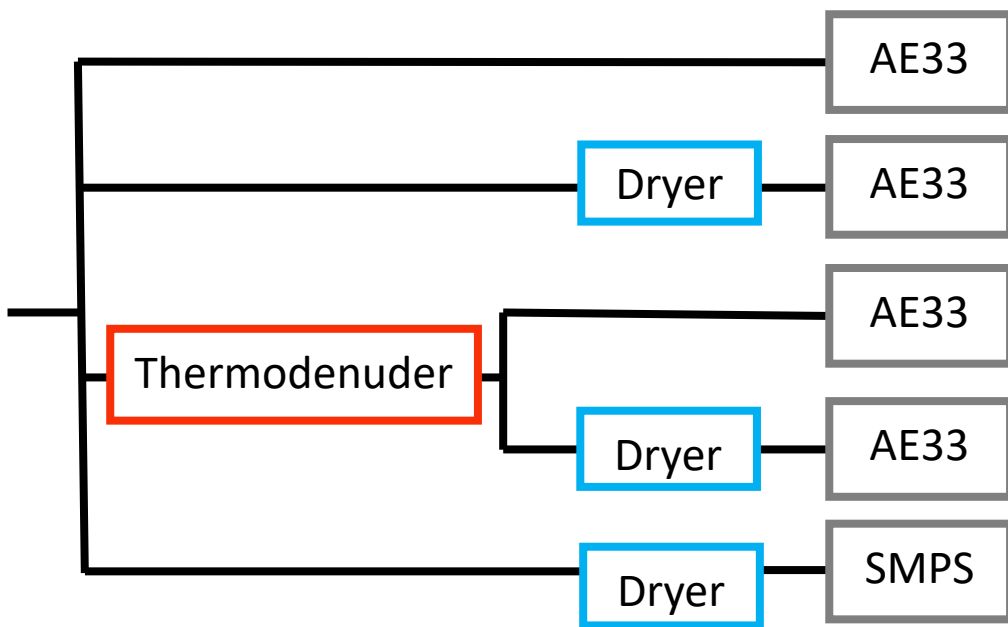 AE33
Dryer
AE33
AE33
Thermodenuder
Dryer
AE33
Dryer
SMPS